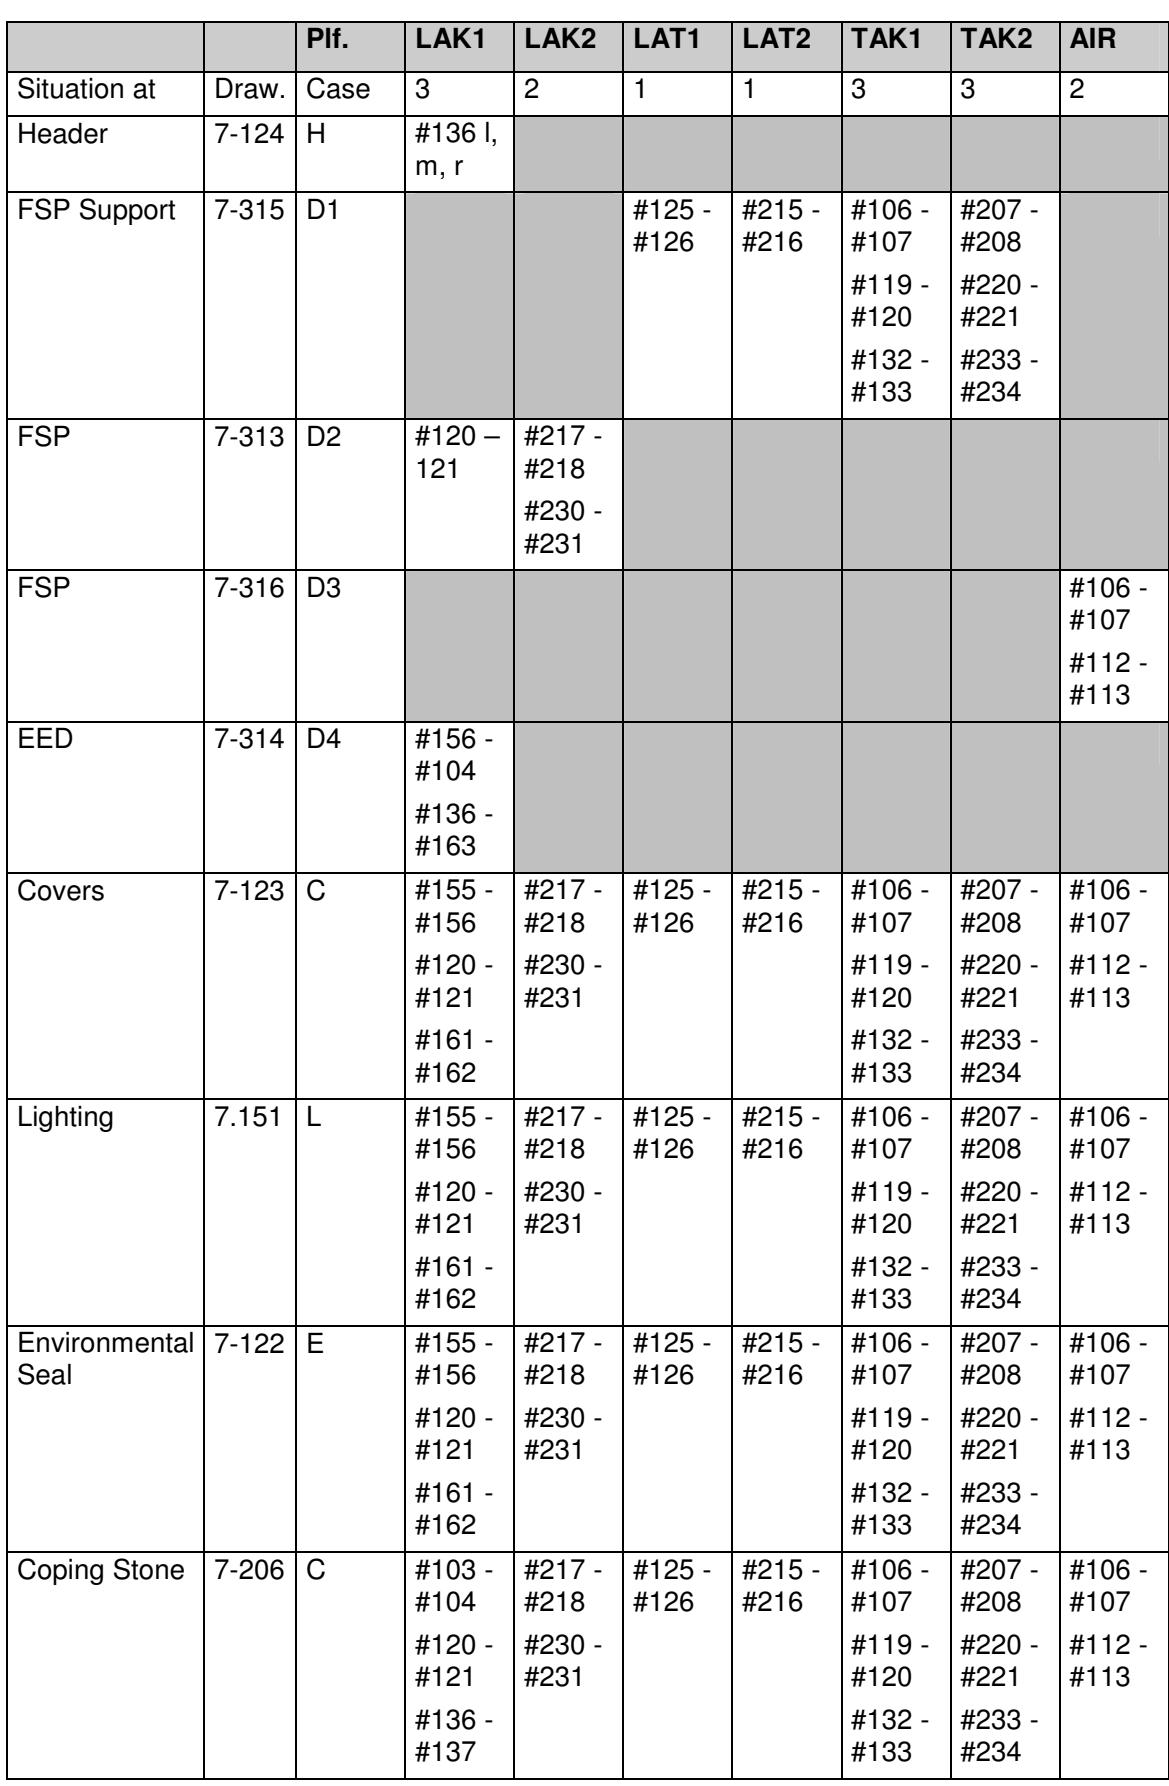 Plf. LAK1 LAK2 LAT1 LAT2 TAK1 TAK2 AIR
Situation at Draw. Case 3 2 1 1 3 3 2
Header 7-124 H #136 l,
m, r
FSP Support 7-315 D1 #125 - #215 - #106 - #207 -
#126 #216 #107 #208
#119 - #220 -
#120 #221
#132 - #233 -
#133 #234
FSP 7-313 D2 #120 – #217 -
121 #218
#230 -
#231
FSP 7-316 D3 #106 -
#107
#112 -
#113
EED 7-314 D4 #156 -
#104
#136 -
#163
Covers 7-123 C #155 - #217 - #125 - #215 - #106 - #207 - #106 -
#156 #218 #126 #216 #107 #208 #107
#120 - #230 - #119 - #220 - #112 -
#121 #231 #120 #221 #113
#161 - #132 - #233 -
#162 #133 #234
Lighting 7.151 L #155 - #217 - #125 - #215 - #106 - #207 - #106 -
#156 #218 #126 #216 #107 #208 #107
#120 - #230 - #119 - #220 - #112 -
#121 #231 #120 #221 #113
#161 - #132 - #233 -
#162 #133 #234
Environmental 7-122 E #155 - #217 - #125 - #215 - #106 - #207 - #106 -
Seal #156 #218 #126 #216 #107 #208 #107
#120 - #230 - #119 - #220 - #112 -
#121 #231 #120 #221 #113
#161 - #132 - #233 -
#162 #133 #234
Coping Stone 7-206 C #103 - #217 - #125 - #215 - #106 - #207 - #106 -
#104 #218 #126 #216 #107 #208 #107
#120 - #230 - #119 - #220 - #112 -
#121 #231 #120 #221 #113
#136 - #132 - #233 -
#137 #133 #234